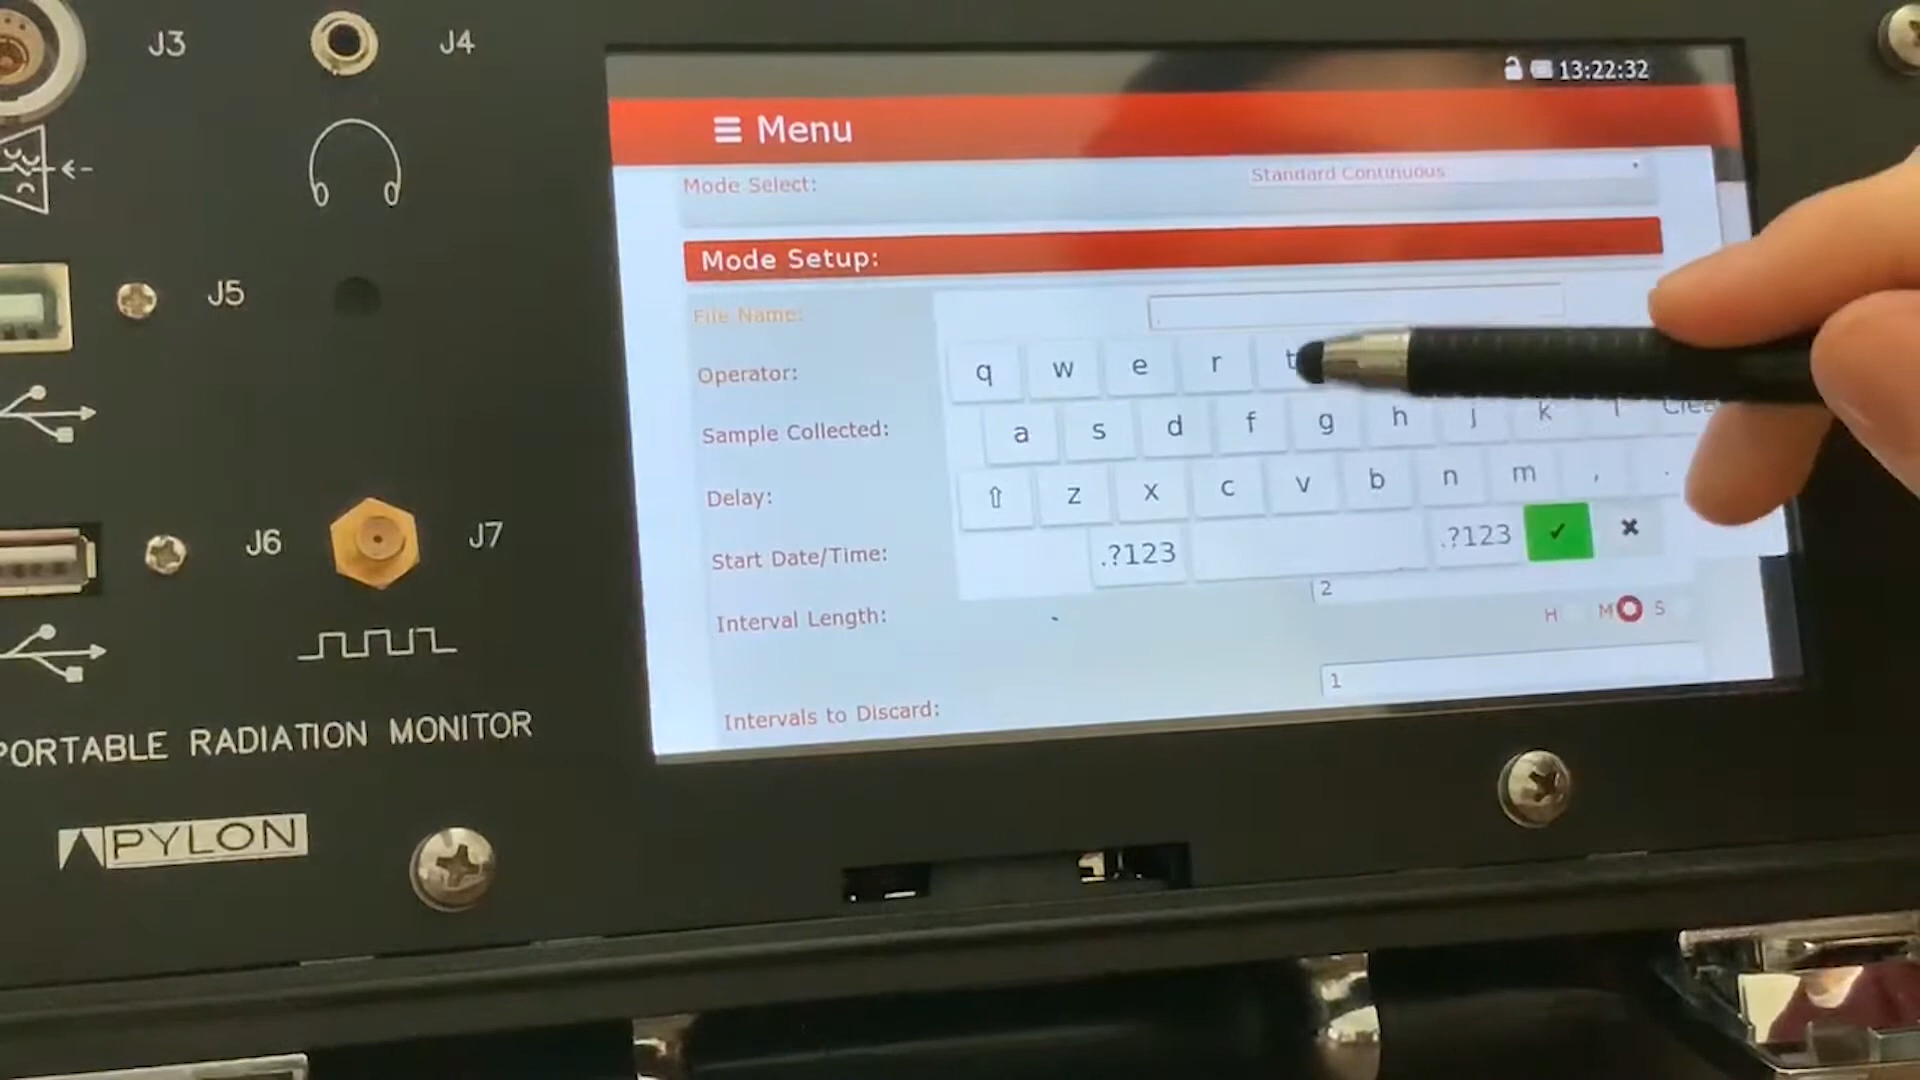 J3
J4
13:22:32
Menu
Mode Select:
Standard Continuous
Mode Setup:
J5
File Name:
Operator:
q w e r t
Sample Collected:
a s d f g h j k l Clea
Delay:
z x c v b n m , .
Start Date/Time:
.?123
.?123
2
Interval Length:
H M S
J6
J7
1
Intervals to Discard:
PORTABLE RADIATION MONITOR
PYLON